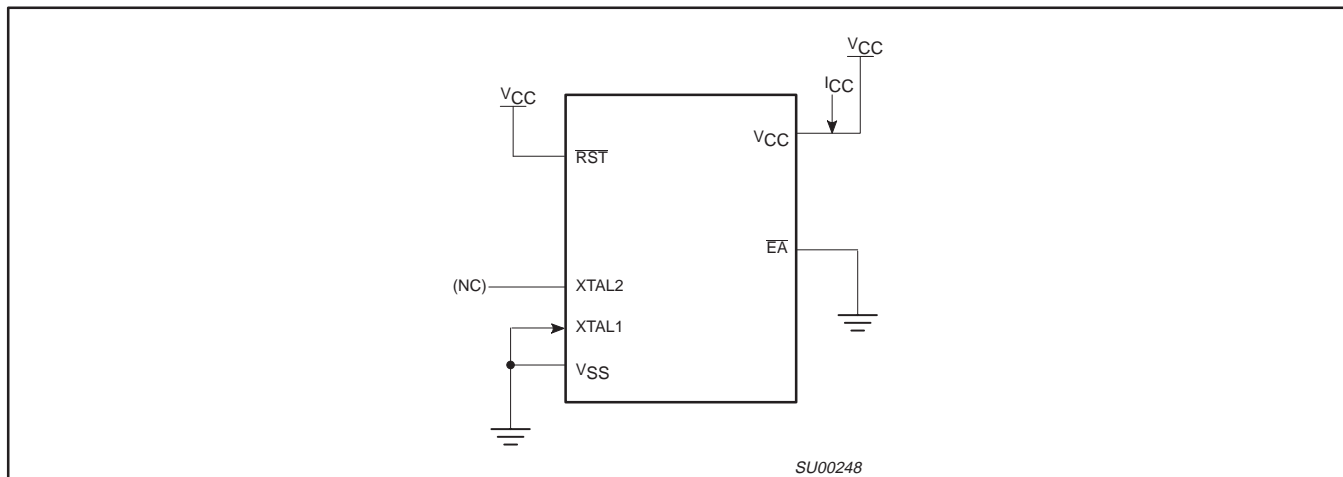 VCC
ICC
VCC
VCC
RST
EA
(NC)
XTAL2
XTAL1
VSS
SU00248